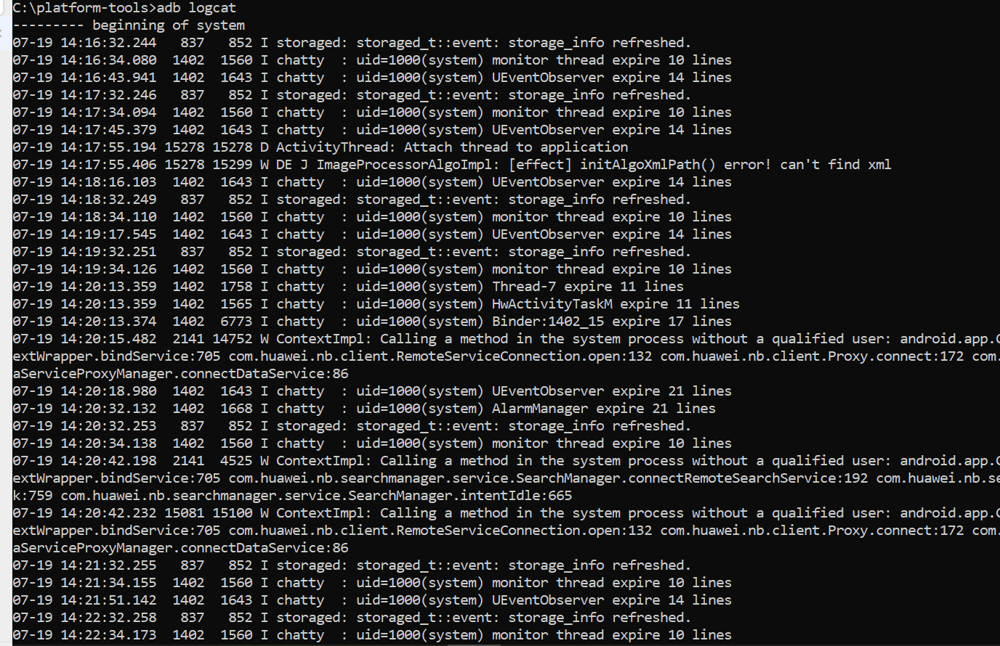 C:\platform-tools>adb logcat
--------- beginning of system
07-19 14:16:32.244   837   852 I storaged: storaged_t::event: storage_info refreshed.
07-19 14:16:34.080  1402  1560 I chatty  : uid=1000(system) monitor thread expire 10 lines
07-19 14:16:43.941  1402  1643 I chatty  : uid=1000(system) UEventObserver expire 14 lines
07-19 14:17:32.246   837   852 I storaged: storaged_t::event: storage_info refreshed.
07-19 14:17:34.094  1402  1560 I chatty  : uid=1000(system) monitor thread expire 10 lines
07-19 14:17:45.379  1402  1643 I chatty  : uid=1000(system) UEventObserver expire 14 lines
07-19 14:17:55.194 15278 15278 D ActivityThread: Attach thread to application
07-19 14:17:55.406 15278 15299 W DE J ImageProcessorAlgoImpl: [effect] initAlgoXmlPath() error! can't find xml
07-19 14:18:16.103  1402  1643 I chatty  : uid=1000(system) UEventObserver expire 14 lines
07-19 14:18:32.249   837   852 I storaged: storaged_t::event: storage_info refreshed.
07-19 14:18:34.110  1402  1560 I chatty  : uid=1000(system) monitor thread expire 10 lines
07-19 14:19:17.545  1402  1643 I chatty  : uid=1000(system) UEventObserver expire 14 lines
07-19 14:19:32.251   837   852 I storaged: storaged_t::event: storage_info refreshed.
07-19 14:19:34.126  1402  1560 I chatty  : uid=1000(system) monitor thread expire 10 lines
07-19 14:20:13.359  1402  1758 I chatty  : uid=1000(system) Thread-7 expire 11 lines
07-19 14:20:13.359  1402  1565 I chatty  : uid=1000(system) HwActivityTaskM expire 11 lines
07-19 14:20:13.374  1402  6773 I chatty  : uid=1000(system) Binder:1402_15 expire 17 lines
07-19 14:20:15.482  2141 14752 W ContextImpl: Calling a method in the system process without a qualified user: android.app.C
extWrapper.bindService:705 com.huawei.nb.client.RemoteServiceConnection.open:132 com.huawei.nb.client.Proxy.connect:172 com.
aServiceProxyManager.connectDataService:86
07-19 14:20:18.980  1402  1643 I chatty  : uid=1000(system) UEventObserver expire 21 lines
07-19 14:20:32.132  1402  1668 I chatty  : uid=1000(system) AlarmManager expire 21 lines
07-19 14:20:32.253   837   852 I storaged: storaged_t::event: storage_info refreshed.
07-19 14:20:34.138  1402  1560 I chatty  : uid=1000(system) monitor thread expire 10 lines
07-19 14:20:42.198  2141  4525 W ContextImpl: Calling a method in the system process without a qualified user: android.app.C
extWrapper.bindService:705 com.huawei.nb.searchmanager.service.SearchManager.connectRemoteSearchService:192 com.huawei.nb.se
k:759 com.huawei.nb.searchmanager.service.SearchManager.intentIdle:665
07-19 14:20:42.232 15081 15100 W ContextImpl: Calling a method in the system process without a qualified user: android.app.C
extWrapper.bindService:705 com.huawei.nb.client.RemoteServiceConnection.open:132 com.huawei.nb.client.Proxy.connect:172 com.
aServiceProxyManager.connectDataService:86
07-19 14:21:32.255   837   852 I storaged: storaged_t::event: storage_info refreshed.
07-19 14:21:34.155  1402  1560 I chatty  : uid=1000(system) monitor thread expire 10 lines
07-19 14:21:51.142  1402  1643 I chatty  : uid=1000(system) UEventObserver expire 14 lines
07-19 14:22:32.258   837   852 I storaged: storaged_t::event: storage_info refreshed.
07-19 14:22:34.173  1402  1560 I chatty  : uid=1000(system) monitor thread expire 10 lines